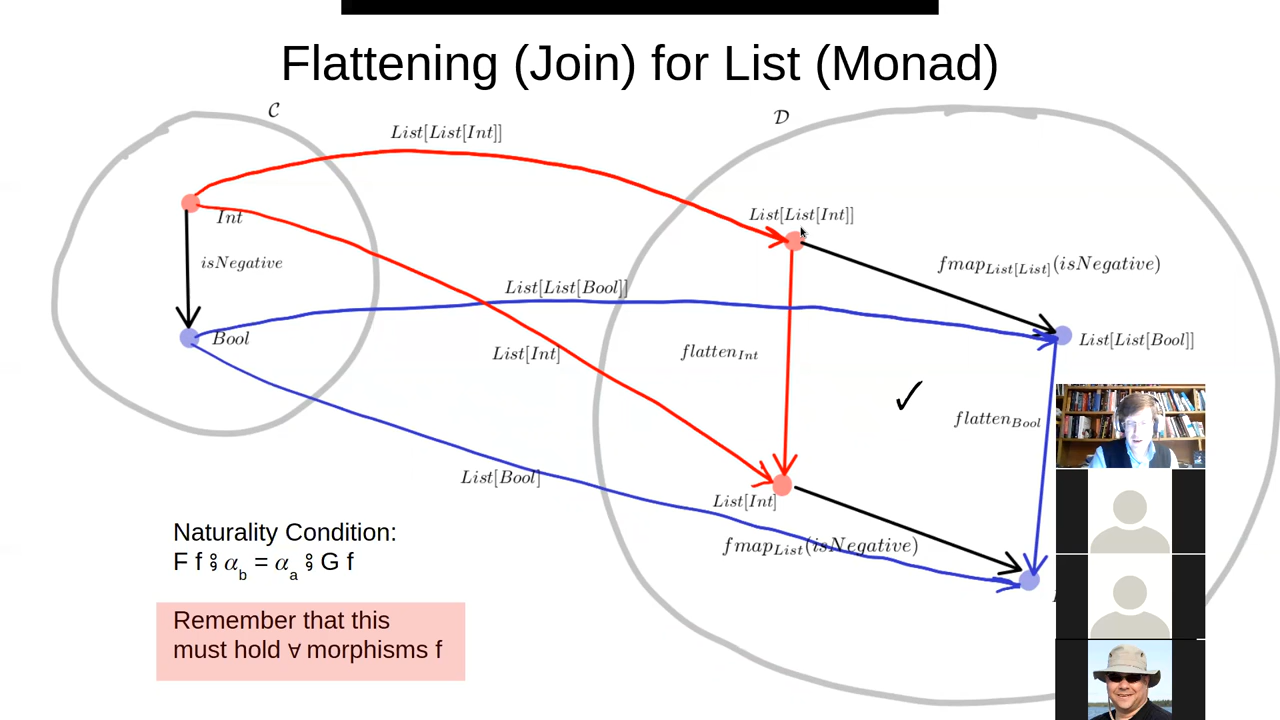 Flattening (Join) for List (Monad)
𝒞
𝒟
List[List[Int]]
List[List[Int]]
Int
isNegative
fmap_List[List](isNegative)
List[List[Bool]]
Bool
List[List[Bool]]
List[Int]
flatten_Int
flatten_Bool
List[Bool]
List[Int]
fmap_List(isNegative)
Naturality Condition:
F f ⨾ α_b = α_a ⨾ G f
Remember that this
must hold ∀ morphisms f